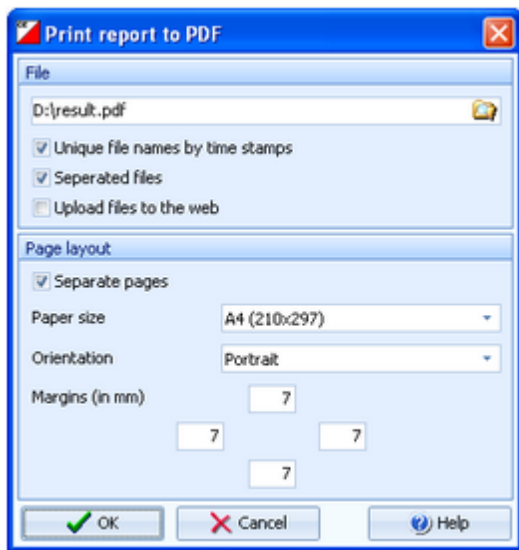 Print report to PDF
File
D:\result.pdf
Unique file names by time stamps
Seperated files
Upload files to the web
Page layout
Separate pages
Paper size A4 (210x297)
Orientation Portrait
Margins (in mm) 7
7 7
7
OK Cancel Help